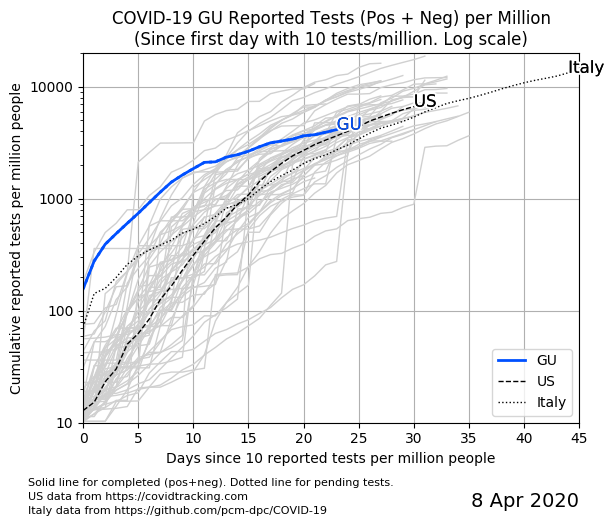 COVID-19 GU Reported Tests (Pos + Neg) per Million
(Since first day with 10 tests/million. Log scale)
Cumulative reported tests per million people
10000
1000
100
10
Italy
US
GU
GU
US
Italy
0 5 10 15 20 25 30 35 40 45
Days since 10 reported tests per million people
Solid line for completed (pos+neg). Dotted line for pending tests.
US data from https://covidtracking.com
Italy data from https://github.com/pcm-dpc/COVID-19
8 Apr 2020